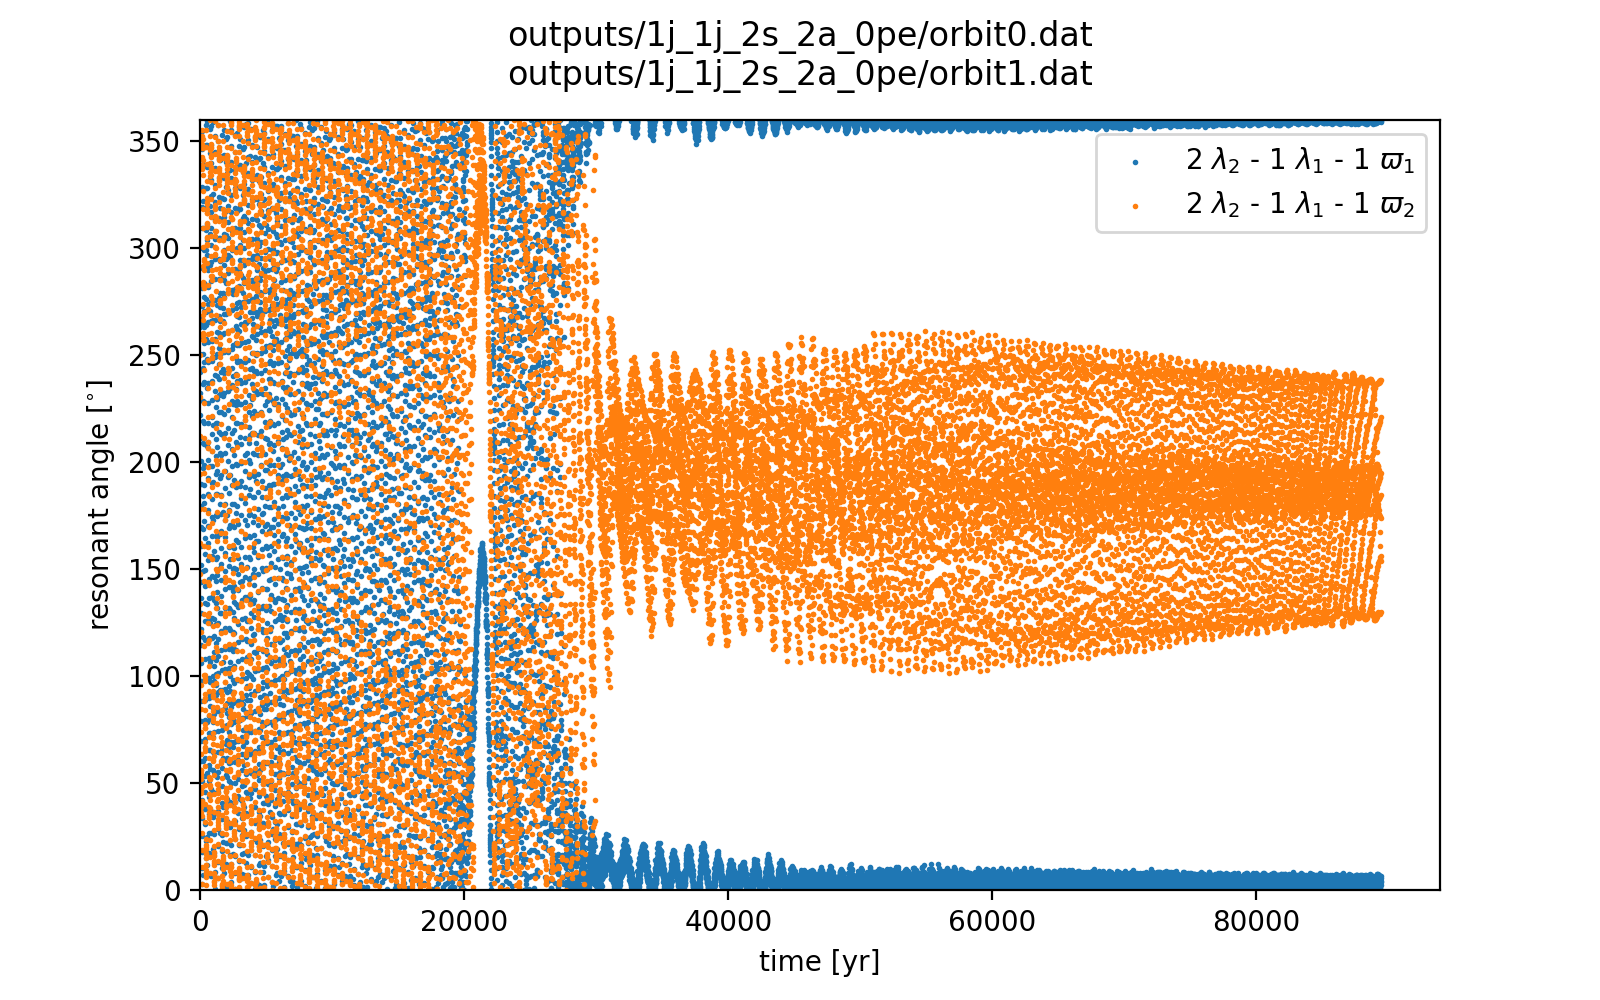 outputs/1j_1j_2s_2a_0pe/orbit0.dat
outputs/1j_1j_2s_2a_0pe/orbit1.dat
350
300
250
200
150
100
50
0
resonant angle [°]
2 λ₂ - 1 λ₁ - 1 ϖ₁
2 λ₂ - 1 λ₁ - 1 ϖ₂
0 20000 40000 60000 80000
time [yr]